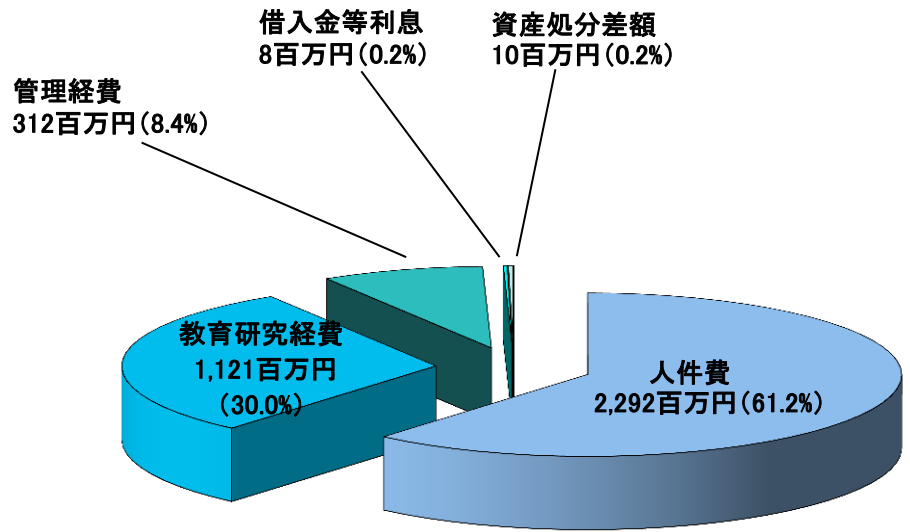 借入金等利息
8百万円(0.2%)
資産処分差額
10百万円(0.2%)
管理経費
312百万円(8.4%)
教育研究経費
1,121百万円
(30.0%)
人件費
2,292百万円(61.2%)